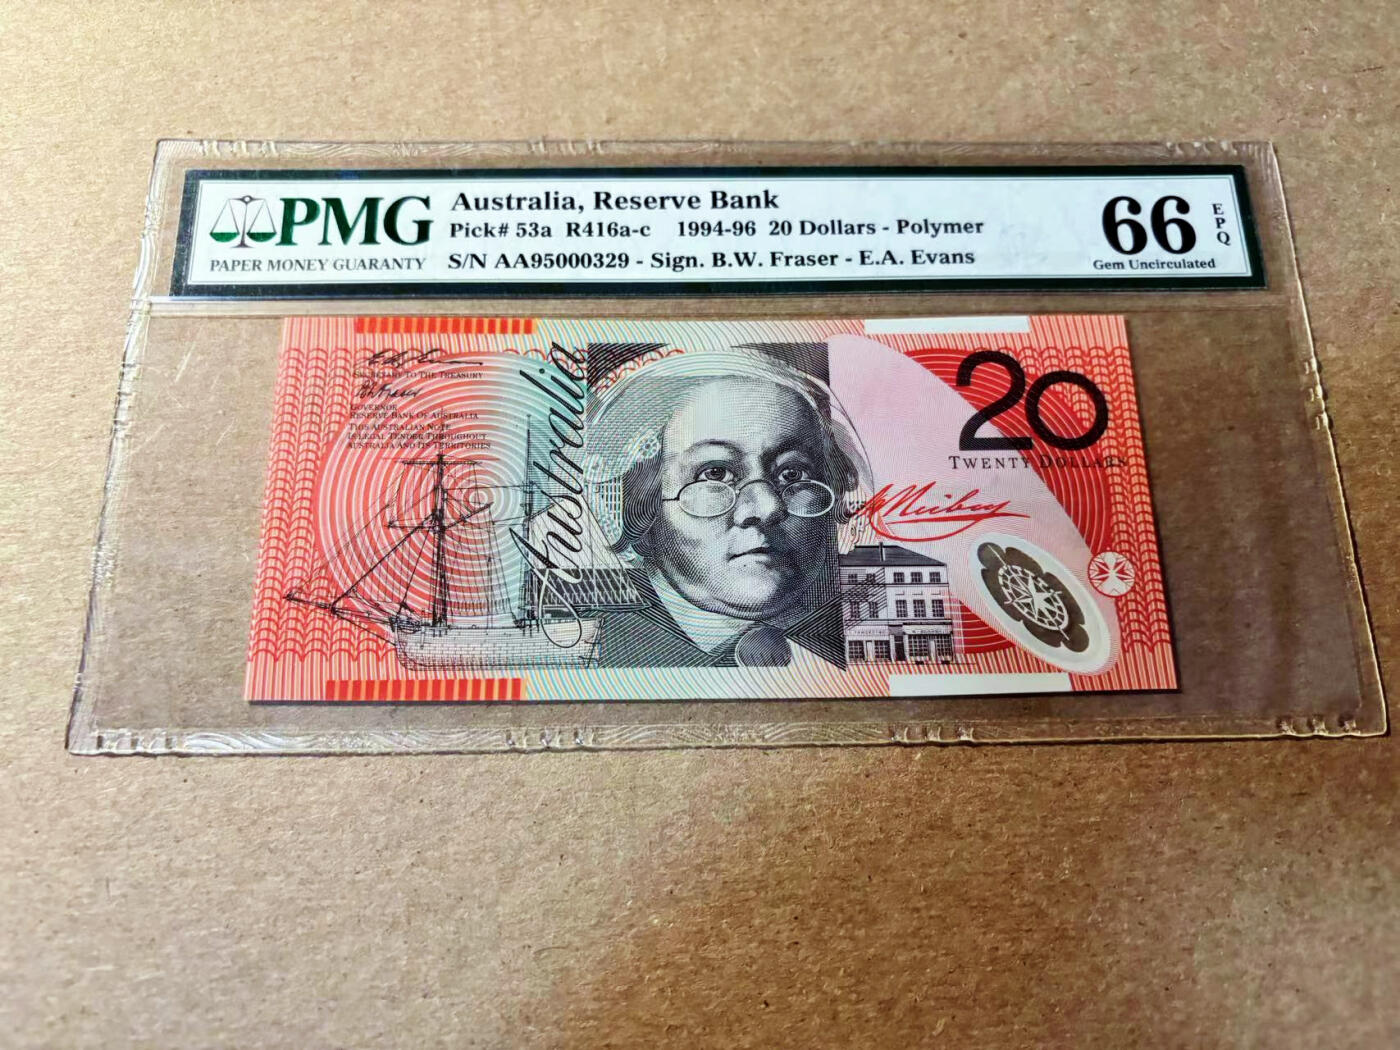 PMG
PAPER MONEY GUARANTY
Australia, Reserve Bank
Pick# 53a R416a-c 1994-96 20 Dollars - Polymer
S/N AA95000329 - Sign. B.W. Fraser - E.A. Evans
66 EPQ
Gem Uncirculated
SECRETARY TO THE TREASURY
GOVERNOR
RESERVE BANK OF AUSTRALIA
THIS AUSTRALIAN NOTE
IS LEGAL TENDER THROUGHOUT
AUSTRALIA AND ITS TERRITORIES
Australia
20
TWENTY DOLLARS